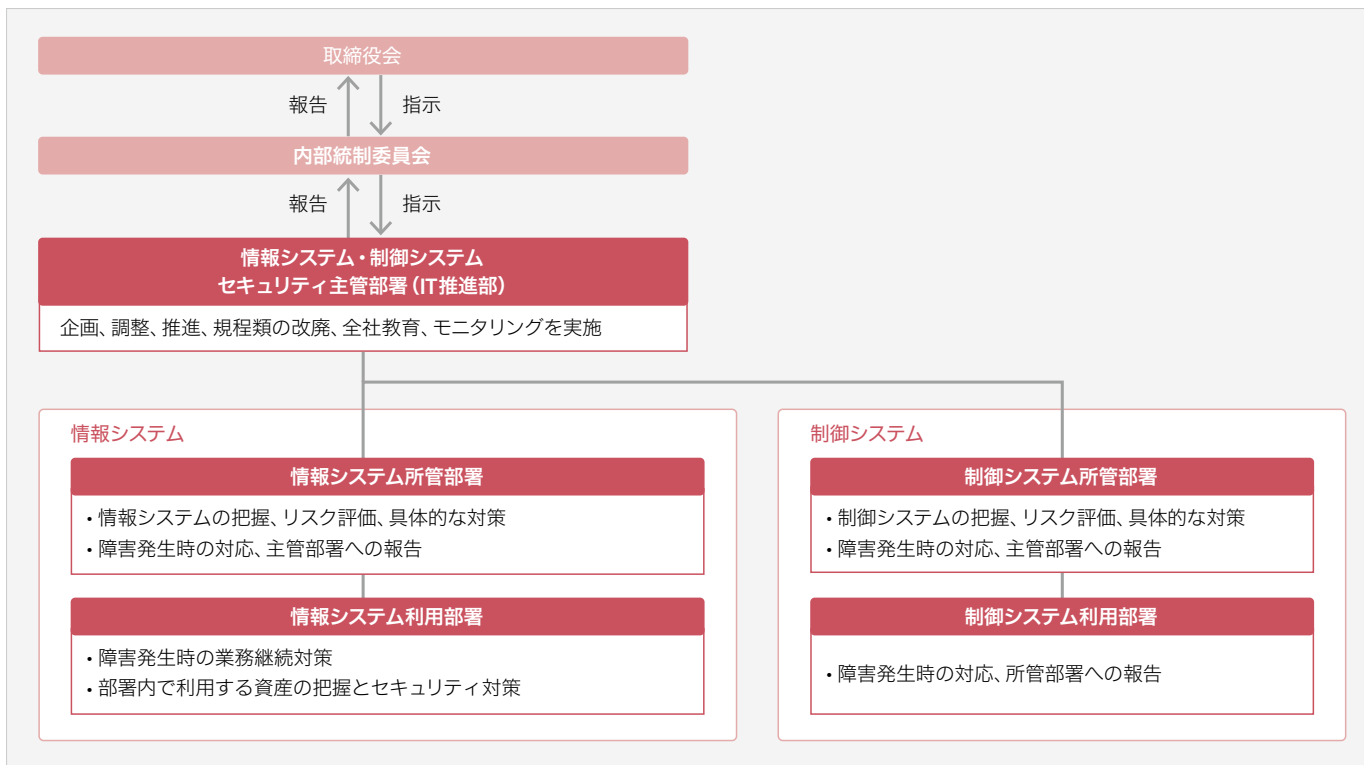 取締役会
報告
指示
内部統制委員会
報告
指示
情報システム・制御システム
セキュリティ主管部署（IT推進部）
企画、調整、推進、規程類の改廃、全社教育、モニタリングを実施
情報システム
情報システム所管部署
・情報システムの把握、リスク評価、具体的な対策
・障害発生時の対応、主管部署への報告
情報システム利用部署
・障害発生時の業務継続対策
・部署内で利用する資産の把握とセキュリティ対策
制御システム
制御システム所管部署
・制御システムの把握、リスク評価、具体的な対策
・障害発生時の対応、主管部署への報告
制御システム利用部署
・障害発生時の対応、所管部署への報告